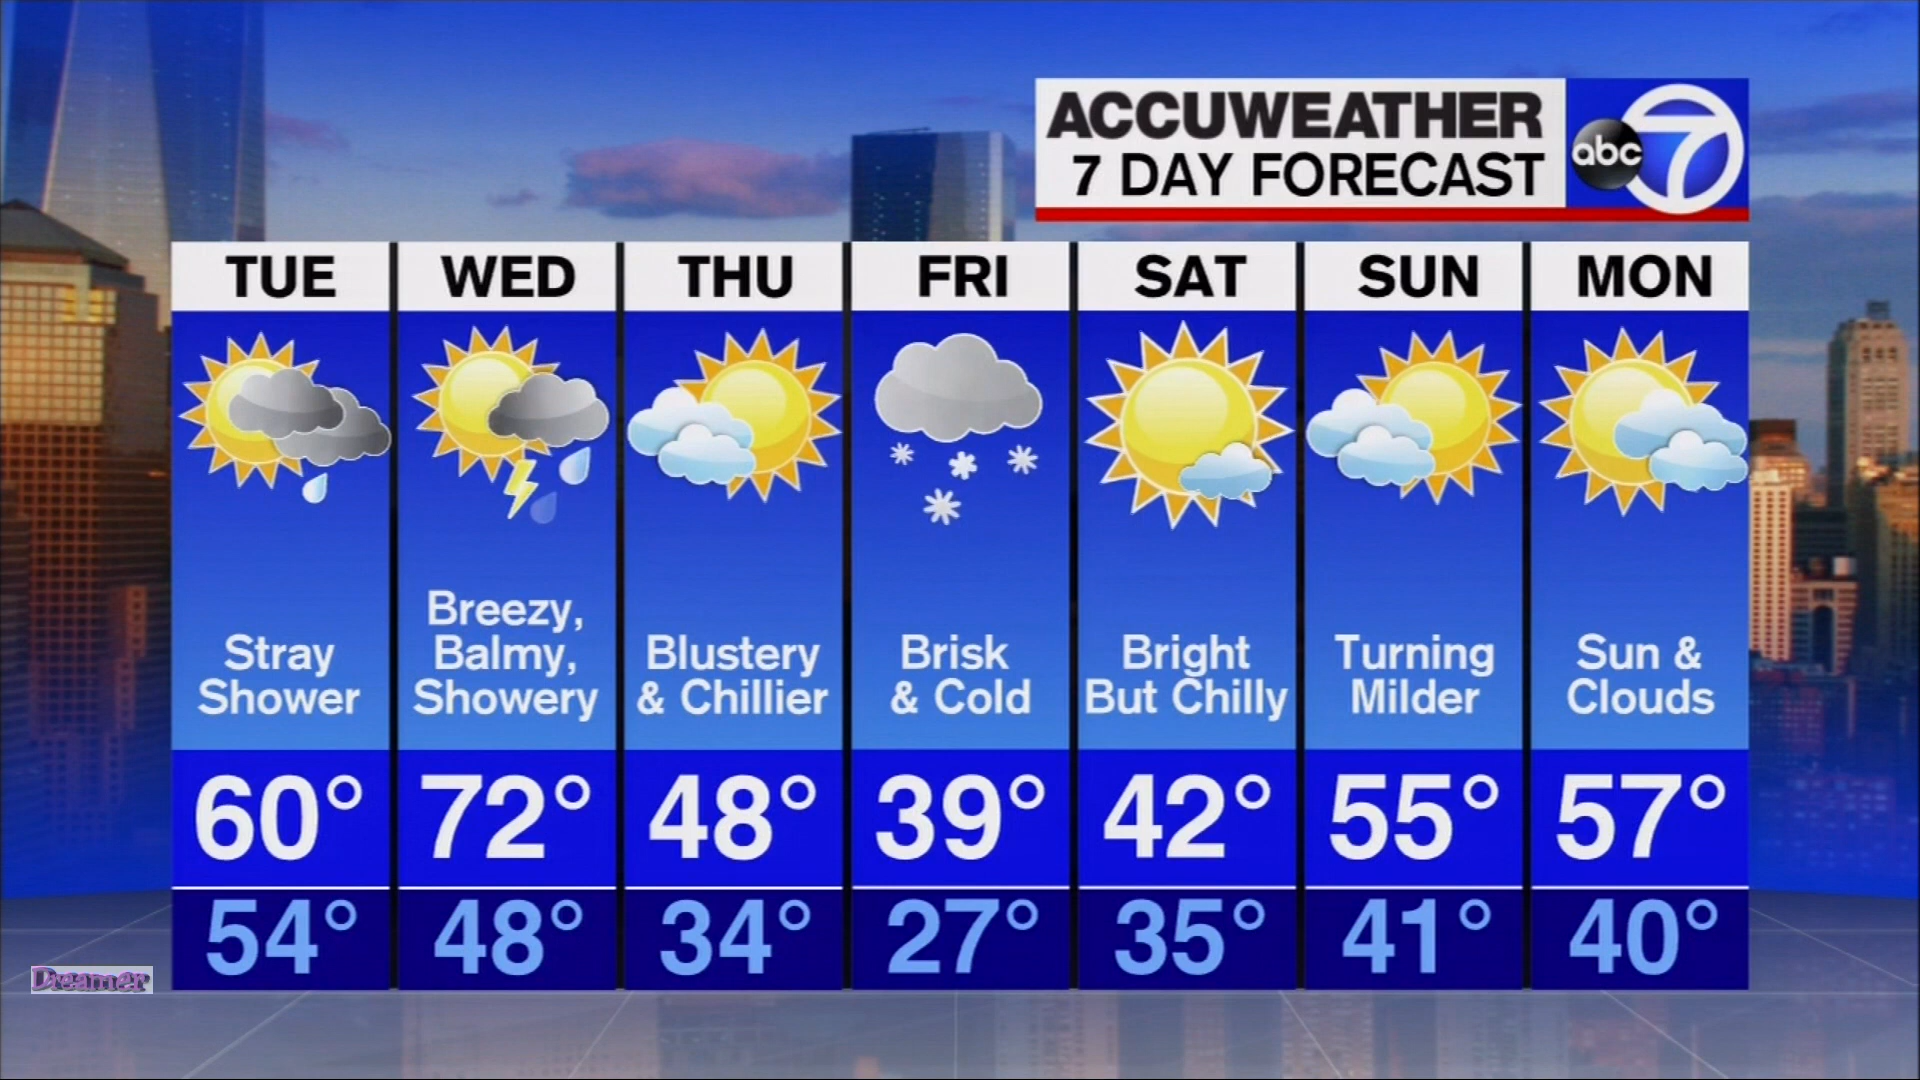 ACCUWEATHER
7 DAY FORECAST
abc 7
TUE WED THU FRI SAT SUN MON
Stray
Shower
Breezy,
Balmy,
Showery
Blustery
& Chillier
Brisk
& Cold
Bright
But Chilly
Turning
Milder
Sun &
Clouds
60° 72° 48° 39° 42° 55° 57°
54° 48° 34° 27° 35° 41° 40°
Dreamer